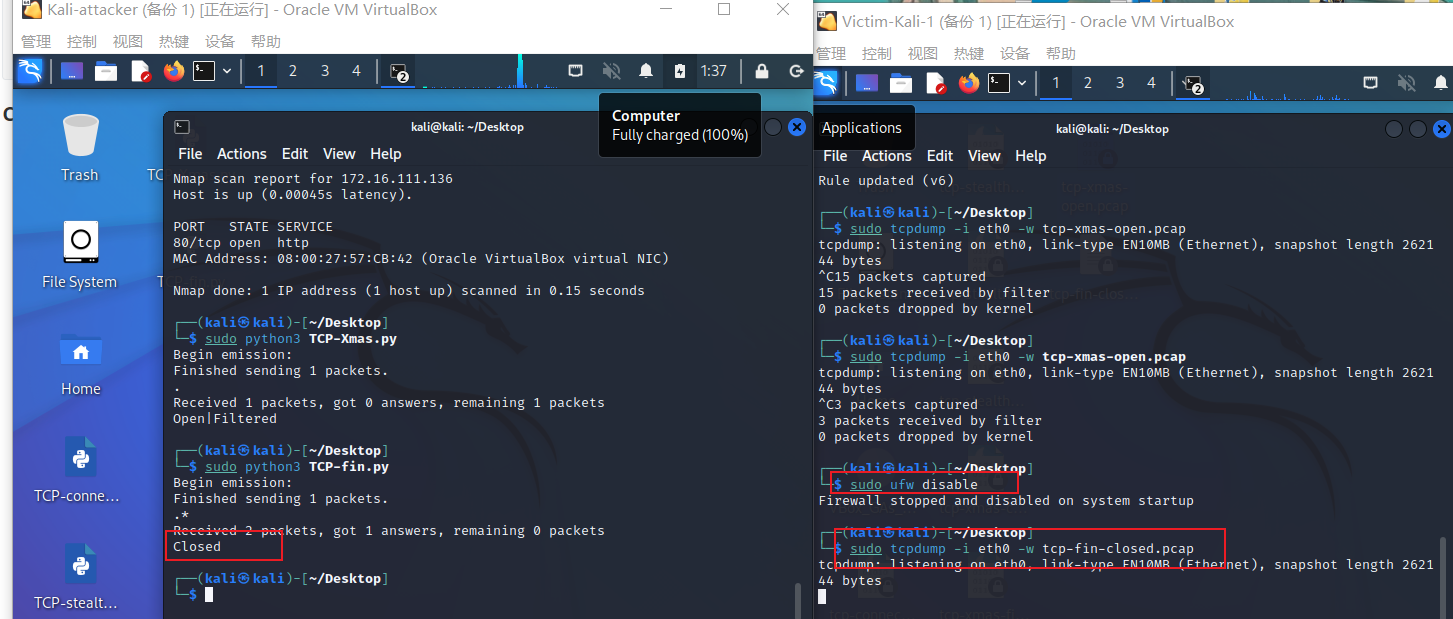 Kali-attacker (备份 1) [正在运行] - Oracle VM VirtualBox
管理 控制 视图 热键 设备 帮助
1 2 3 4 2 1:37
Computer
Fully charged (100%)
Trash
File System
Home
TCP-conne...
TCP-stealt...
kali@kali: ~/Desktop
File Actions Edit View Help
Nmap scan report for 172.16.111.136
Host is up (0.00045s latency).
PORT STATE SERVICE
80/tcp open http
MAC Address: 08:00:27:57:CB:42 (Oracle VirtualBox virtual NIC)
Nmap done: 1 IP address (1 host up) scanned in 0.15 seconds
┌──(kali㉿kali)-[~/Desktop]
└─$ sudo python3 TCP-Xmas.py
Begin emission:
Finished sending 1 packets.
.
Received 1 packets, got 0 answers, remaining 1 packets
Open|Filtered
┌──(kali㉿kali)-[~/Desktop]
└─$ sudo python3 TCP-fin.py
Begin emission:
Finished sending 1 packets.
.*
Received 2 packets, got 1 answers, remaining 0 packets
Closed
┌──(kali㉿kali)-[~/Desktop]
└─$
Victim-Kali-1 (备份 1) [正在运行] - Oracle VM VirtualBox
管理 控制 视图 热键 设备 帮助
1 2 3 4 2
Applications
kali@kali: ~/Desktop
File Actions Edit View Help
Rule updated (v6)
┌──(kali㉿kali)-[~/Desktop]
└─$ sudo tcpdump -i eth0 -w tcp-xmas-open.pcap
tcpdump: listening on eth0, link-type EN10MB (Ethernet), snapshot length 2621
44 bytes
^C15 packets captured
15 packets received by filter
0 packets dropped by kernel
┌──(kali㉿kali)-[~/Desktop]
└─$ sudo tcpdump -i eth0 -w tcp-xmas-open.pcap
tcpdump: listening on eth0, link-type EN10MB (Ethernet), snapshot length 2621
44 bytes
^C3 packets captured
3 packets received by filter
0 packets dropped by kernel
┌──(kali㉿kali)-[~/Desktop]
└─$ sudo ufw disable
Firewall stopped and disabled on system startup
┌──(kali㉿kali)-[~/Desktop]
└─$ sudo tcpdump -i eth0 -w tcp-fin-closed.pcap
tcpdump: listening on eth0, link-type EN10MB (Ethernet), snapshot length 2621
44 bytes